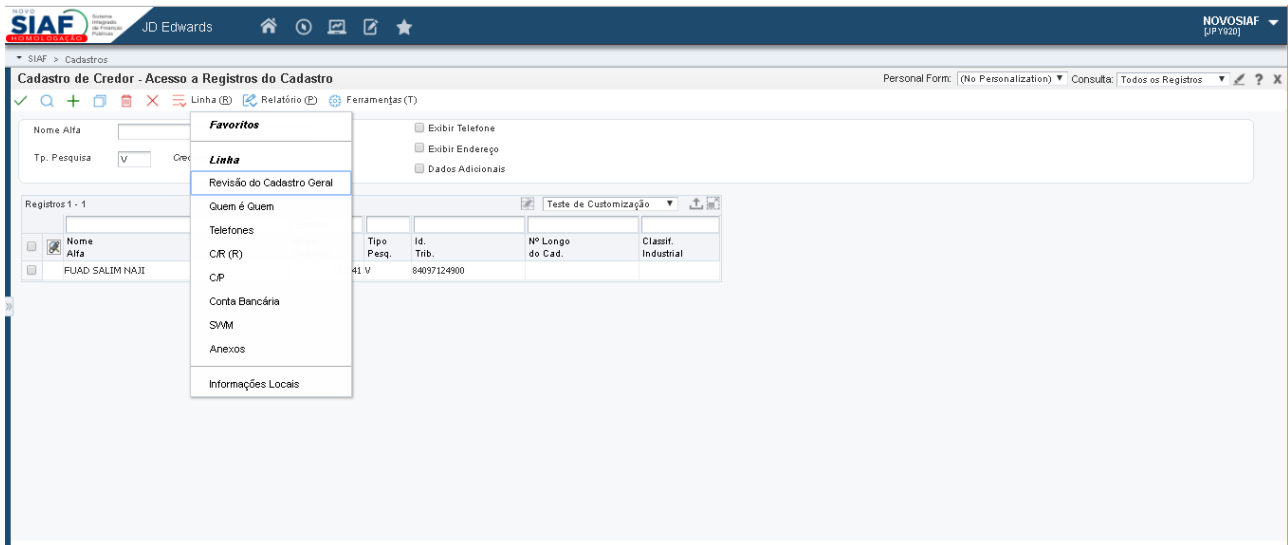 NOVO
SIAF
HOMOLOGAÇÃO
Sistema
Integrado
de Finanças
Públicas
JD Edwards
NOVOSIAF
[JPY920]
SIAF > Cadastros
Cadastro de Credor - Acesso a Registros do Cadastro
Personal Form: (No Personalization) Consulta: Todos os Registros
Linha (R) Relatório (P) Ferramentas (T)
Nome Alfa
Exibir Telefone
Tp. Pesquisa V Cred
Exibir Endereço
Dados Adicionais
Favoritos
Linha
Revisão do Cadastro Geral
Quem é Quem
Telefones
C/R (R)
C/P
Conta Bancária
SWM
Anexos
Informações Locais
Registros 1 - 1
Teste de Customização
Nome
Alfa
Tipo
Pesq.
Id.
Trib.
Nº Longo
do Cad.
Classif.
Industrial
FUAD SALIM NAJI 41 V 84097124900